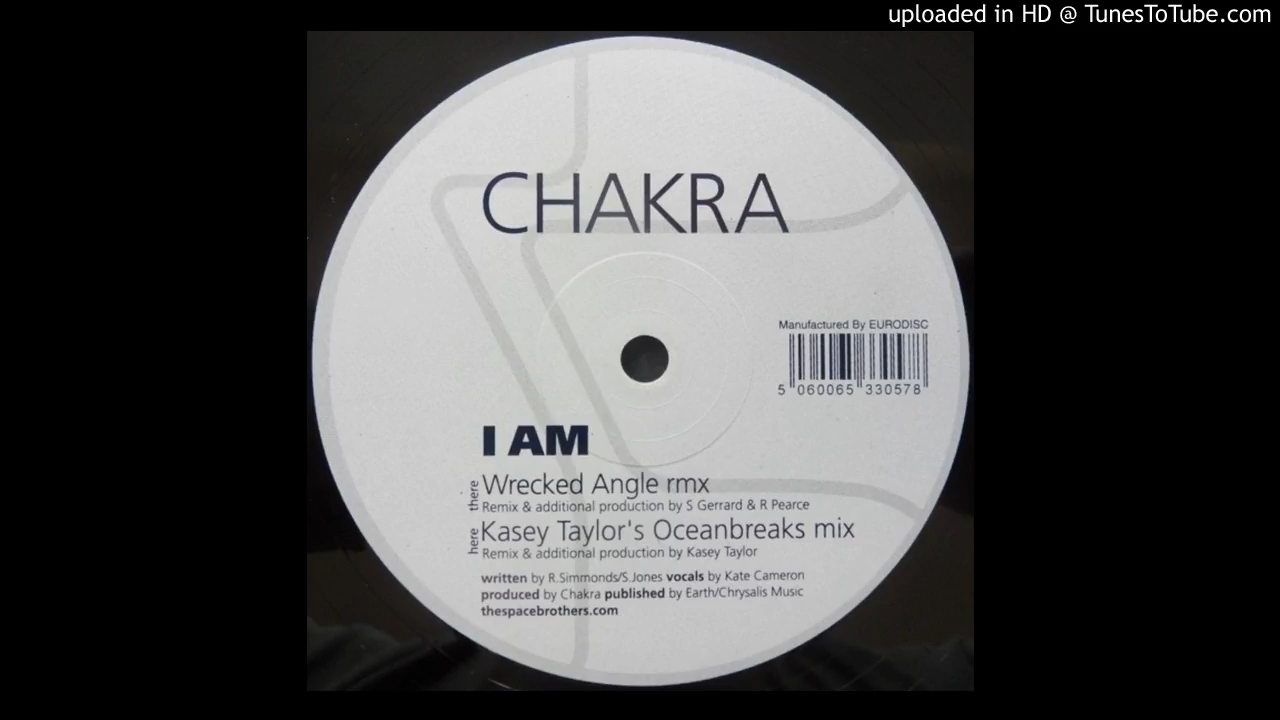 uploaded in HD @ TunesToTube.com
CHAKRA
Manufactured By EURODISC
5 060065 330578
I AM
there
Wrecked Angle rmx
Remix & additional production by S Gerrard & R Pearce
here
Kasey Taylor's Oceanbreaks mix
Remix & additional production by Kasey Taylor
written by R.Simmonds/S.Jones vocals by Kate Cameron
produced by Chakra published by Earth/Chrysalis Music
thespacebrothers.com